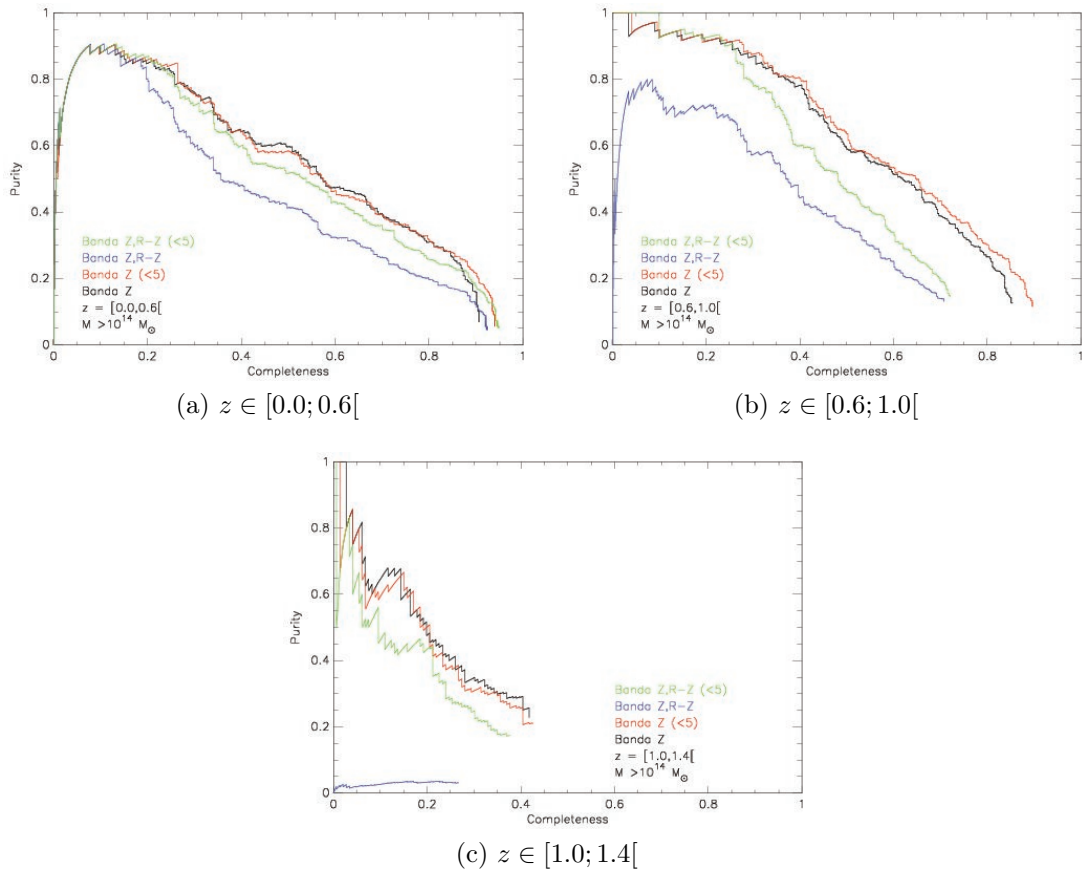 1
0.8
0.6
0.4
0.2
0
Purity
Banda Z,R-Z (<5)
Banda Z,R-Z
Banda Z (<5)
Banda Z
z = [0.0,0.6[
M >10^14 M⊙
0 0.2 0.4 0.6 0.8 1
Completeness
(a) z ∈ [0.0; 0.6[
1
0.8
0.6
0.4
0.2
0
Purity
Banda Z,R-Z (<5)
Banda Z,R-Z
Banda Z (<5)
Banda Z
z = [0.6,1.0[
M >10^14 M⊙
0 0.2 0.4 0.6 0.8 1
Completeness
(b) z ∈ [0.6; 1.0[
1
0.8
0.6
0.4
0.2
0
Purity
Banda Z,R-Z (<5)
Banda Z,R-Z
Banda Z (<5)
Banda Z
z = [1.0,1.4[
M >10^14 M⊙
0 0.2 0.4 0.6 0.8 1
Completeness
(c) z ∈ [1.0; 1.4[